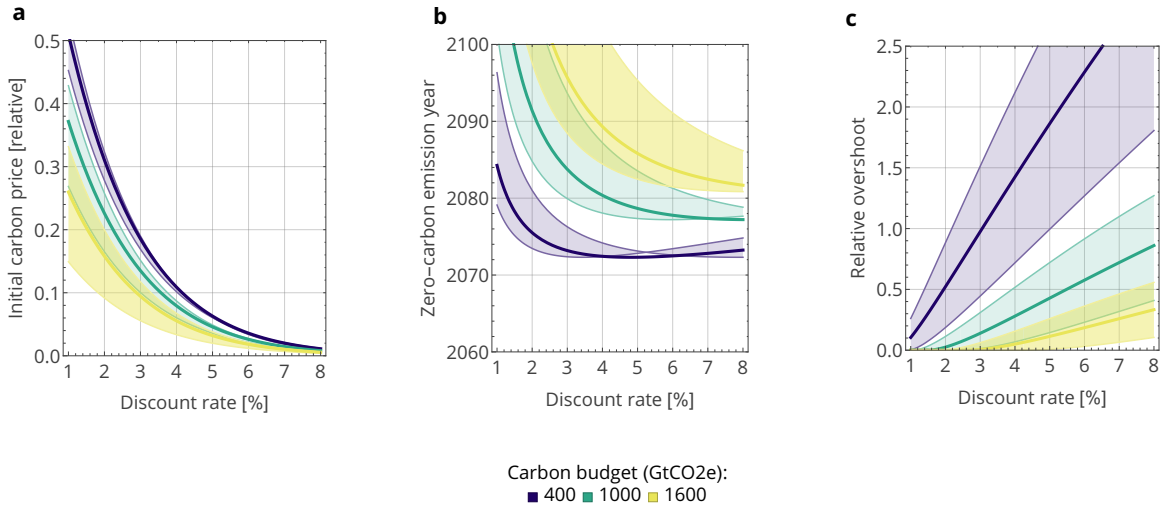 a
0.5
0.4
0.3
0.2
0.1
0.0
Initial carbon price [relative]
1 2 3 4 5 6 7 8
Discount rate [%]
b
2100
2090
2080
2070
2060
Zero−carbon emission year
1 2 3 4 5 6 7 8
Discount rate [%]
c
2.5
2.0
1.5
1.0
0.5
0.0
Relative overshoot
1 2 3 4 5 6 7 8
Discount rate [%]
Carbon budget (GtCO2e):
400 1000 1600